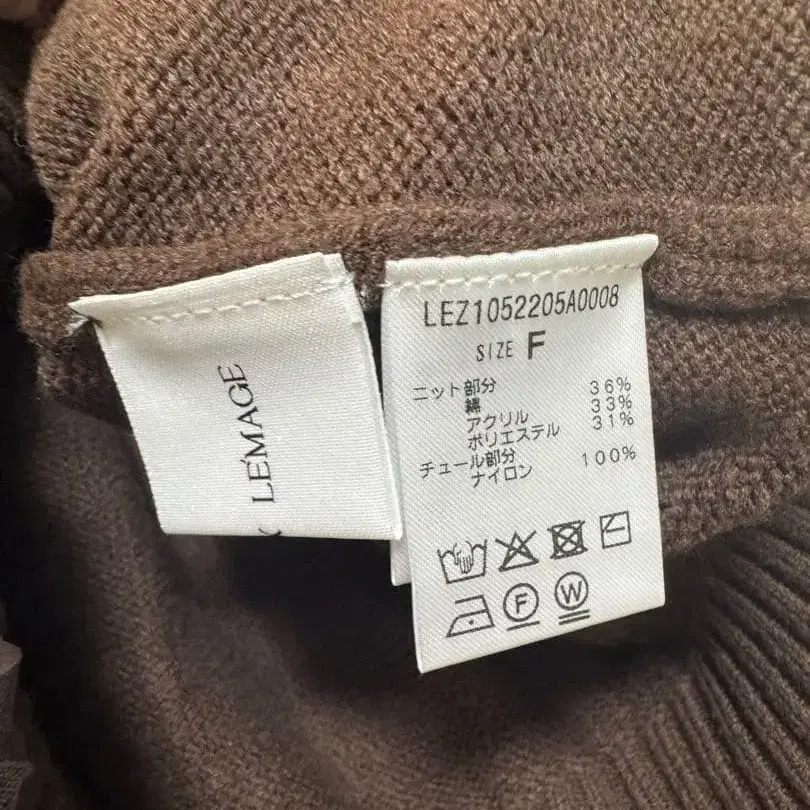 LÉMAGE
LEZ1052205A0008
SIZE F
ニット部分
綿 36%
アクリル 33%
ポリエステル 31%
チュール部分
ナイロン 100%
F W